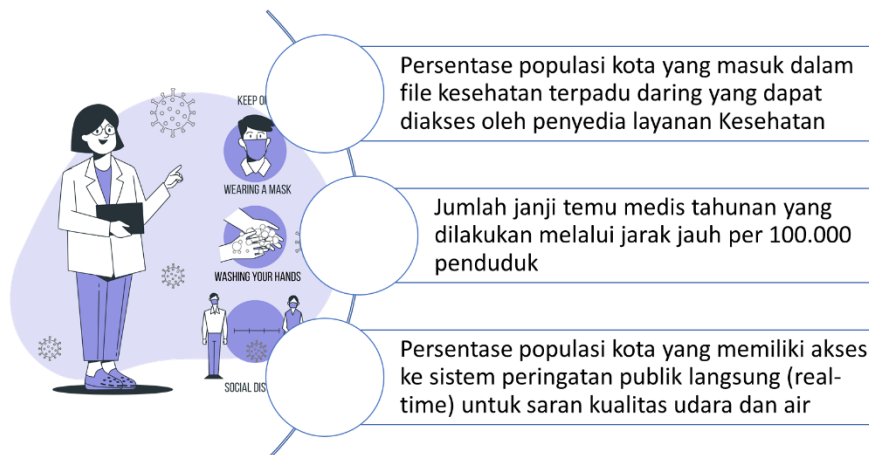 Persentase populasi kota yang masuk dalam
file kesehatan terpadu daring yang dapat
diakses oleh penyedia layanan Kesehatan
KEEP
WEARING A MASK
Jumlah janji temu medis tahunan yang
dilakukan melalui jarak jauh per 100.000
penduduk
WASHING YOUR HANDS
Persentase populasi kota yang memiliki akses
ke sistem peringatan publik langsung (real-
time) untuk saran kualitas udara dan air
SOCIAL